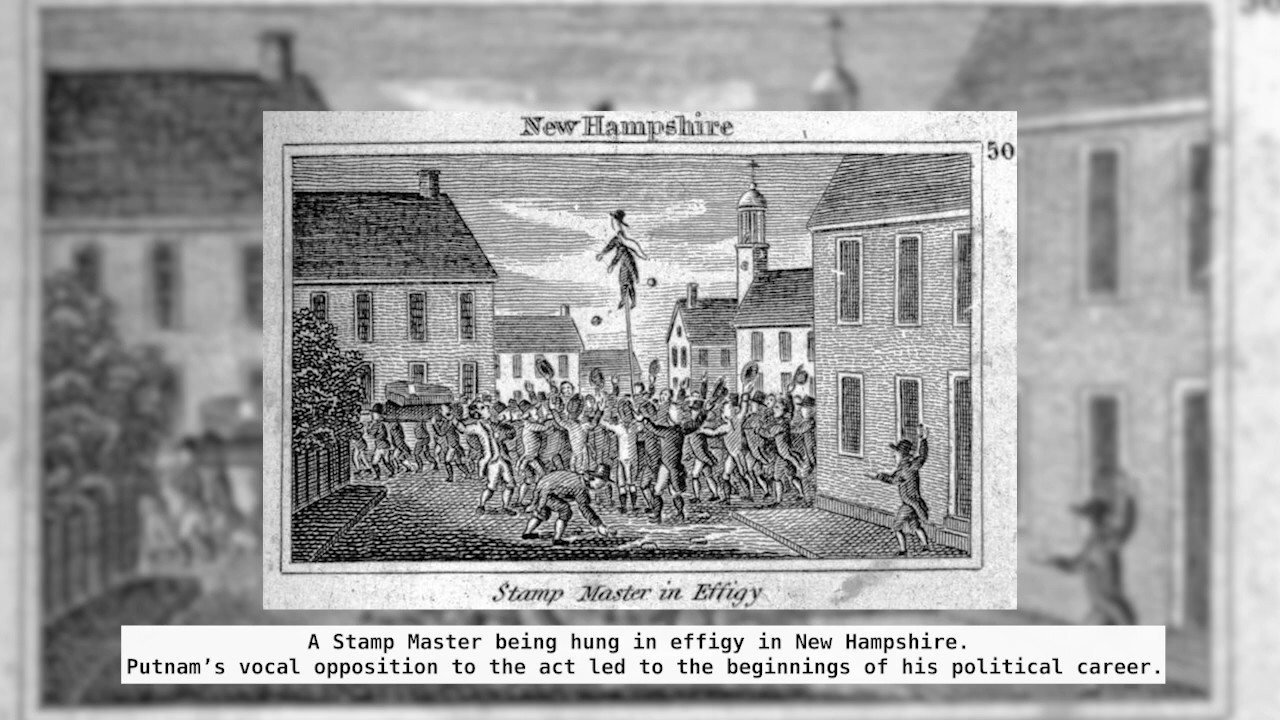 New Hampshire
50
Stamp Master in Effigy
A Stamp Master being hung in effigy in New Hampshire.
Putnam’s vocal opposition to the act led to the beginnings of his political career.